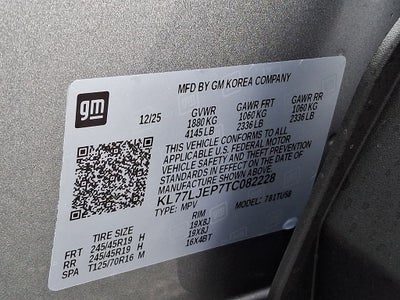 gm
MFD BY GM KOREA COMPANY
12/25
GVWR GAWR FRT GAWR RR
1880 KG 1060 KG 1060 KG
4145 LB 2336 LB 2336 LB
THIS VEHICLE CONFORMS TO ALL
APPLICABLE U.S. FEDERAL MOTOR
VEHICLE SAFETY AND THEFT PREVENTION
STANDARDS IN EFFECT ON THE DATE OF
MANUFACTURE SHOWN ABOVE.
KL77LJEP7TC082228
TYPE: MPV MODEL: 781TU58
TIRE SIZE RIM
FRT 245/45R19 H 19X8J
RR 245/45R19 H 19X8J
SPA T125/70R16 M 16X4BT